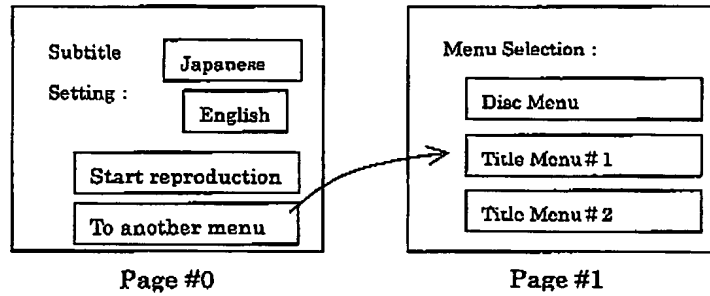 Subtitle
Setting :
Japanese
English
Start reproduction
To another menu
Page #0
Menu Selection :
Disc Menu
Title Menu # 1
Title Menu # 2
Page #1